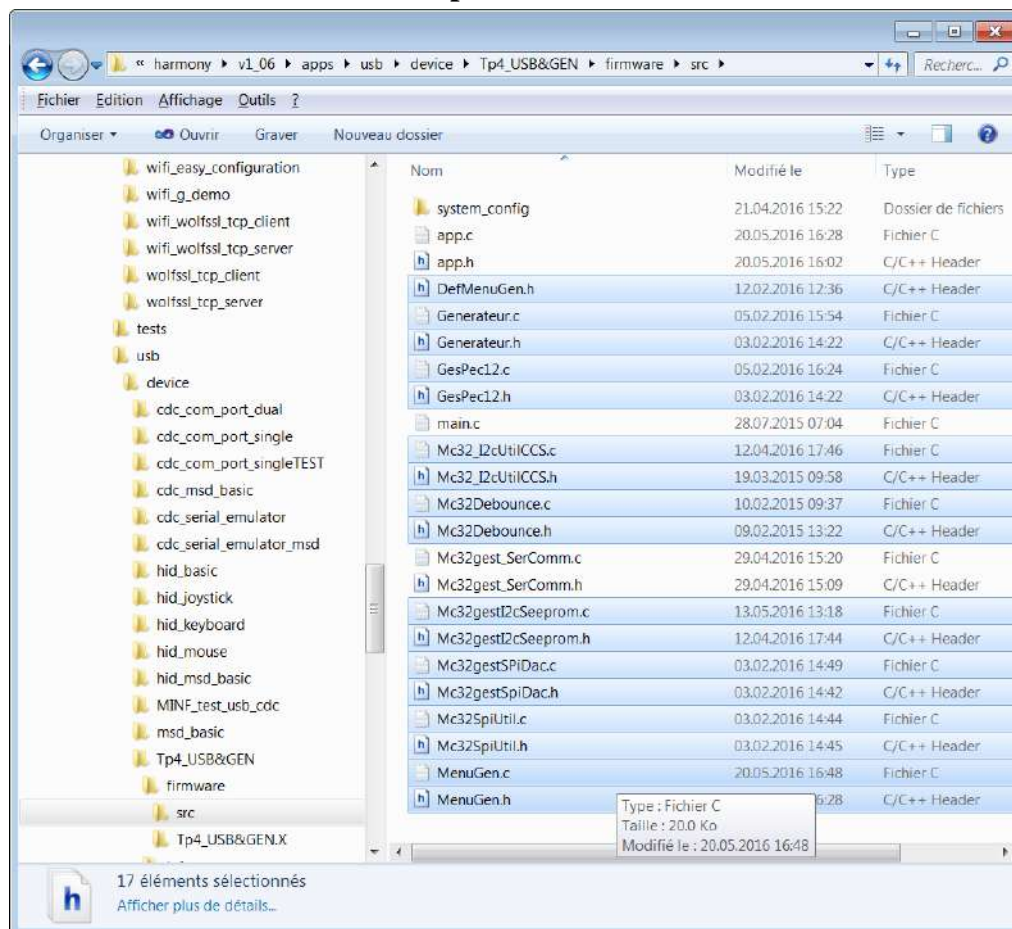 « harmony ▸ v1_06 ▸ apps ▸ usb ▸ device ▸ Tp4_USB&GEN ▸ firmware ▸ src ▸ Recherc...
Fichier Edition Affichage Outils ?
Organiser Ouvrir Graver Nouveau dossier
wifi_easy_configuration
wifi_g_demo
wifi_wolfssl_tcp_client
wifi_wolfssl_tcp_server
wolfssl_tcp_client
wolfssl_tcp_server
tests
usb
device
cdc_com_port_dual
cdc_com_port_single
cdc_com_port_singleTEST
cdc_msd_basic
cdc_serial_emulator
cdc_serial_emulator_msd
hid_basic
hid_joystick
hid_keyboard
hid_mouse
hid_msd_basic
MINF_test_usb_cdc
msd_basic
Tp4_USB&GEN
firmware
src
Tp4_USB&GEN.X
Nom Modifié le Type
system_config 21.04.2016 15:22 Dossier de fichiers
app.c 20.05.2016 16:28 Fichier C
app.h 20.05.2016 16:02 C/C++ Header
DefMenuGen.h 12.02.2016 12:36 C/C++ Header
Generateur.c 05.02.2016 15:54 Fichier C
Generateur.h 03.02.2016 14:22 C/C++ Header
GesPec12.c 05.02.2016 16:24 Fichier C
GesPec12.h 03.02.2016 14:22 C/C++ Header
main.c 28.07.2015 07:04 Fichier C
Mc32_I2cUtilCCS.c 12.04.2016 17:46 Fichier C
Mc32_I2cUtilCCS.h 19.03.2015 09:58 C/C++ Header
Mc32Debounce.c 10.02.2015 09:37 Fichier C
Mc32Debounce.h 09.02.2015 13:22 C/C++ Header
Mc32gest_SerComm.c 29.04.2016 15:20 Fichier C
Mc32gest_SerComm.h 29.04.2016 15:09 C/C++ Header
Mc32gestI2cSeeprom.c 13.05.2016 13:18 Fichier C
Mc32gestI2cSeeprom.h 12.04.2016 17:44 C/C++ Header
Mc32gestSPiDac.c 03.02.2016 14:49 Fichier C
Mc32gestSpiDac.h 03.02.2016 14:42 C/C++ Header
Mc32SpiUtil.c 03.02.2016 14:44 Fichier C
Mc32SpiUtil.h 03.02.2016 14:45 C/C++ Header
MenuGen.c 20.05.2016 16:48 Fichier C
MenuGen.h 6:28 C/C++ Header
Type : Fichier C
Taille : 20.0 Ko
Modifié le : 20.05.2016 16:48
17 éléments sélectionnés
Afficher plus de détails...